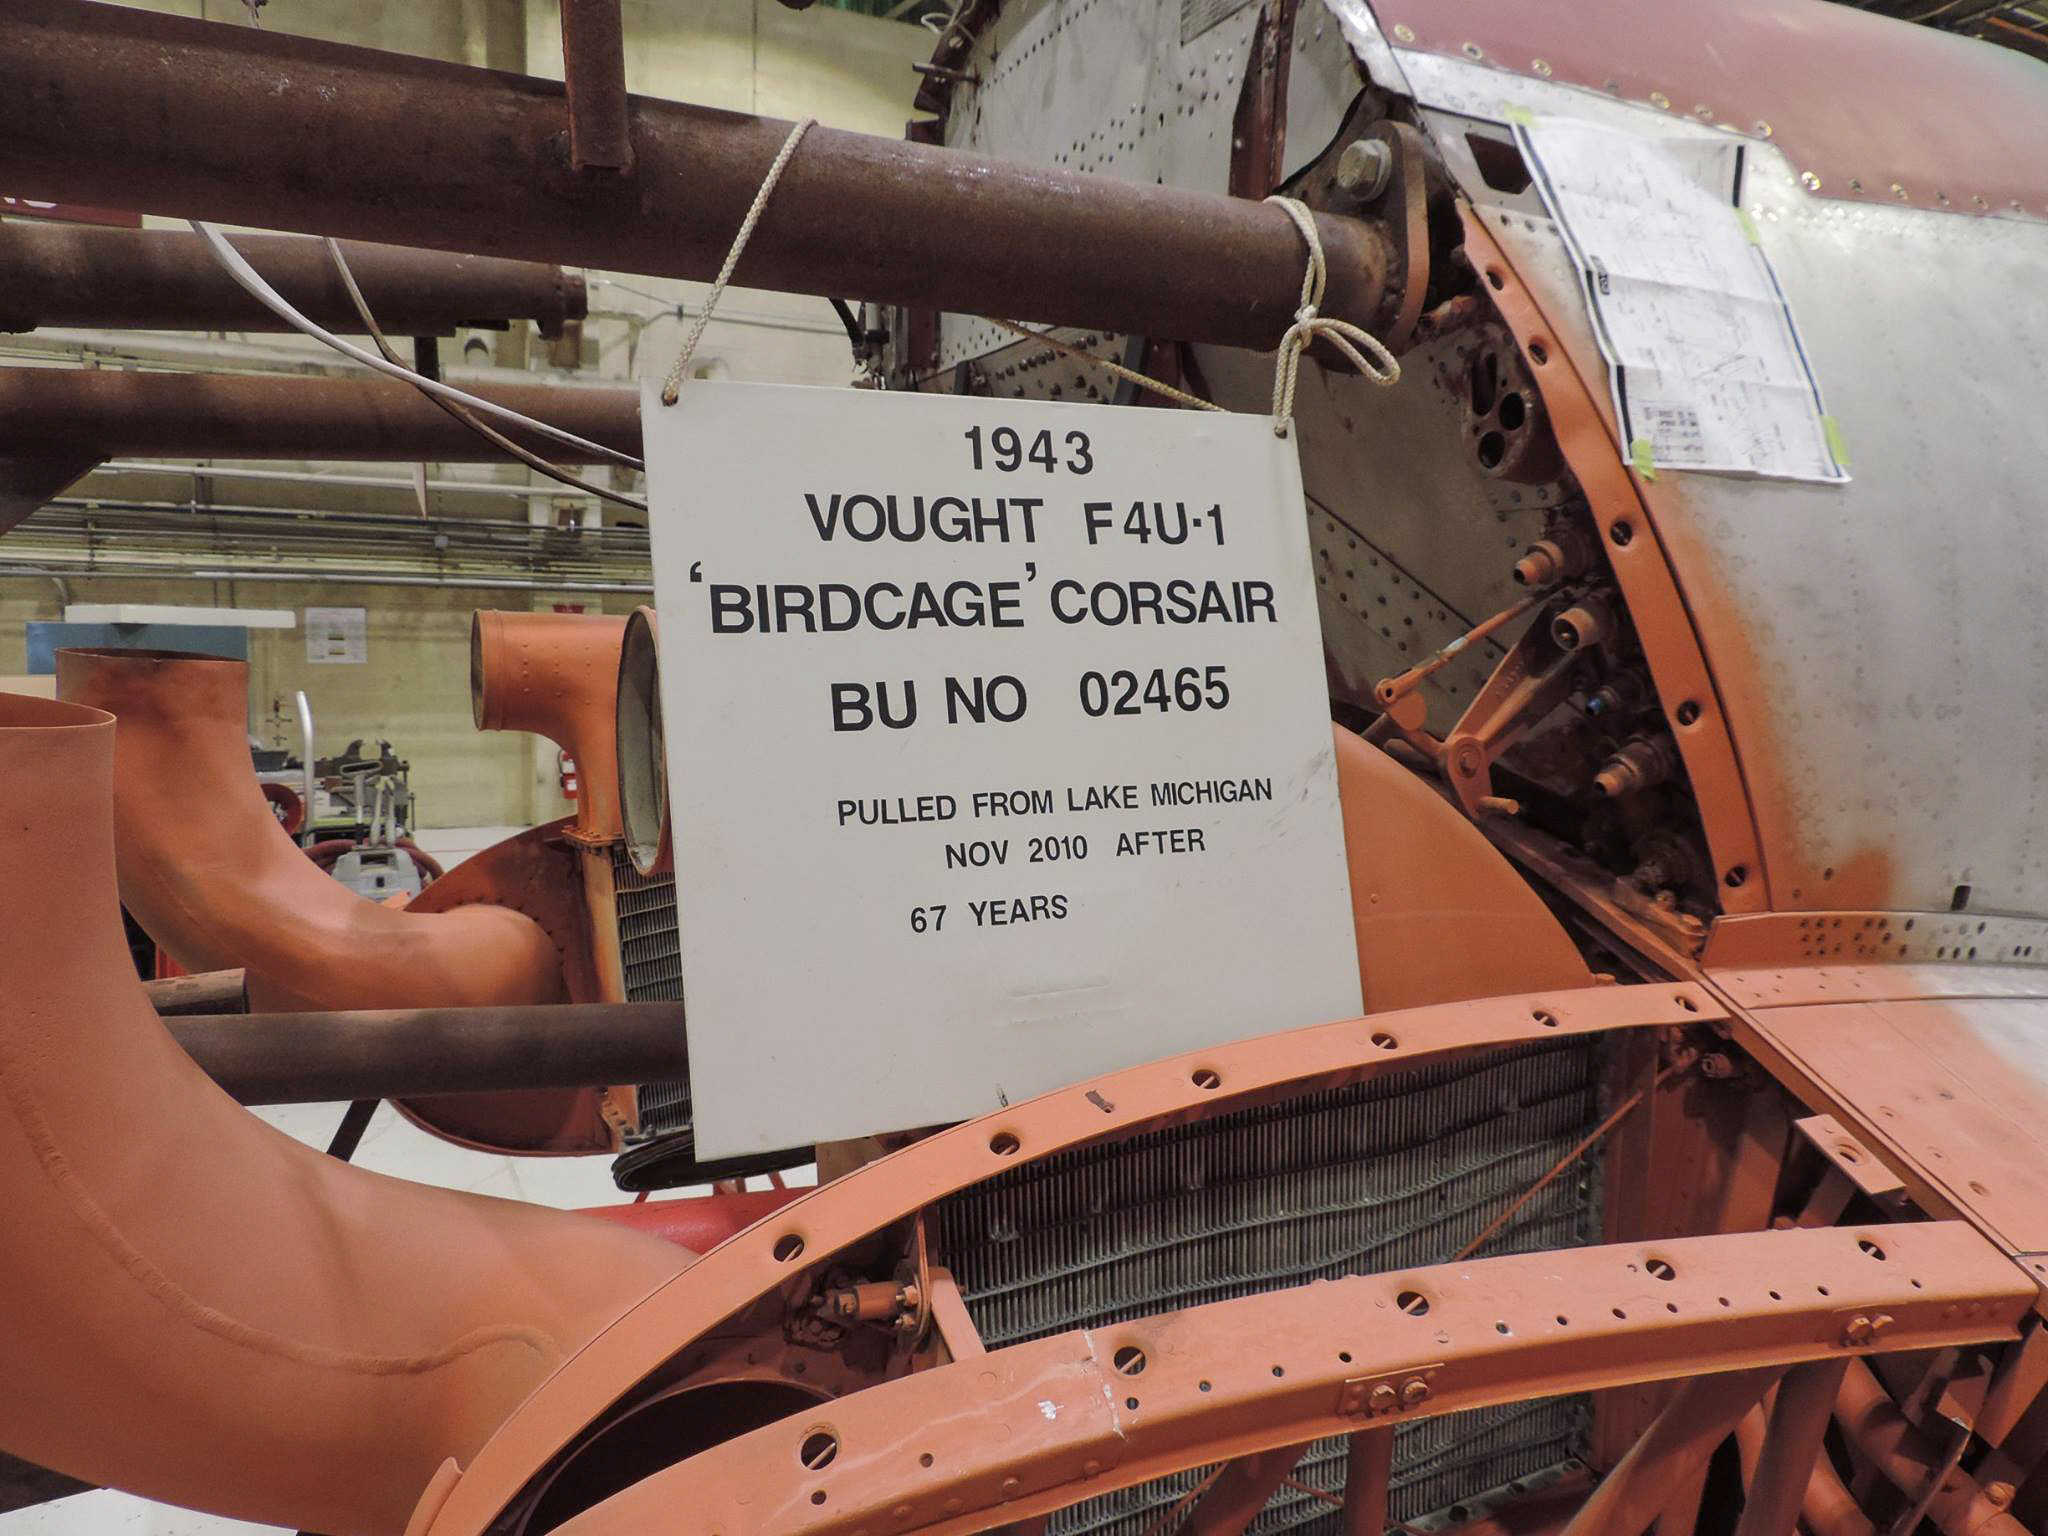 1943
VOUGHT F4U-1
'BIRDCAGE' CORSAIR
BU NO 02465
PULLED FROM LAKE MICHIGAN
NOV 2010 AFTER
67 YEARS